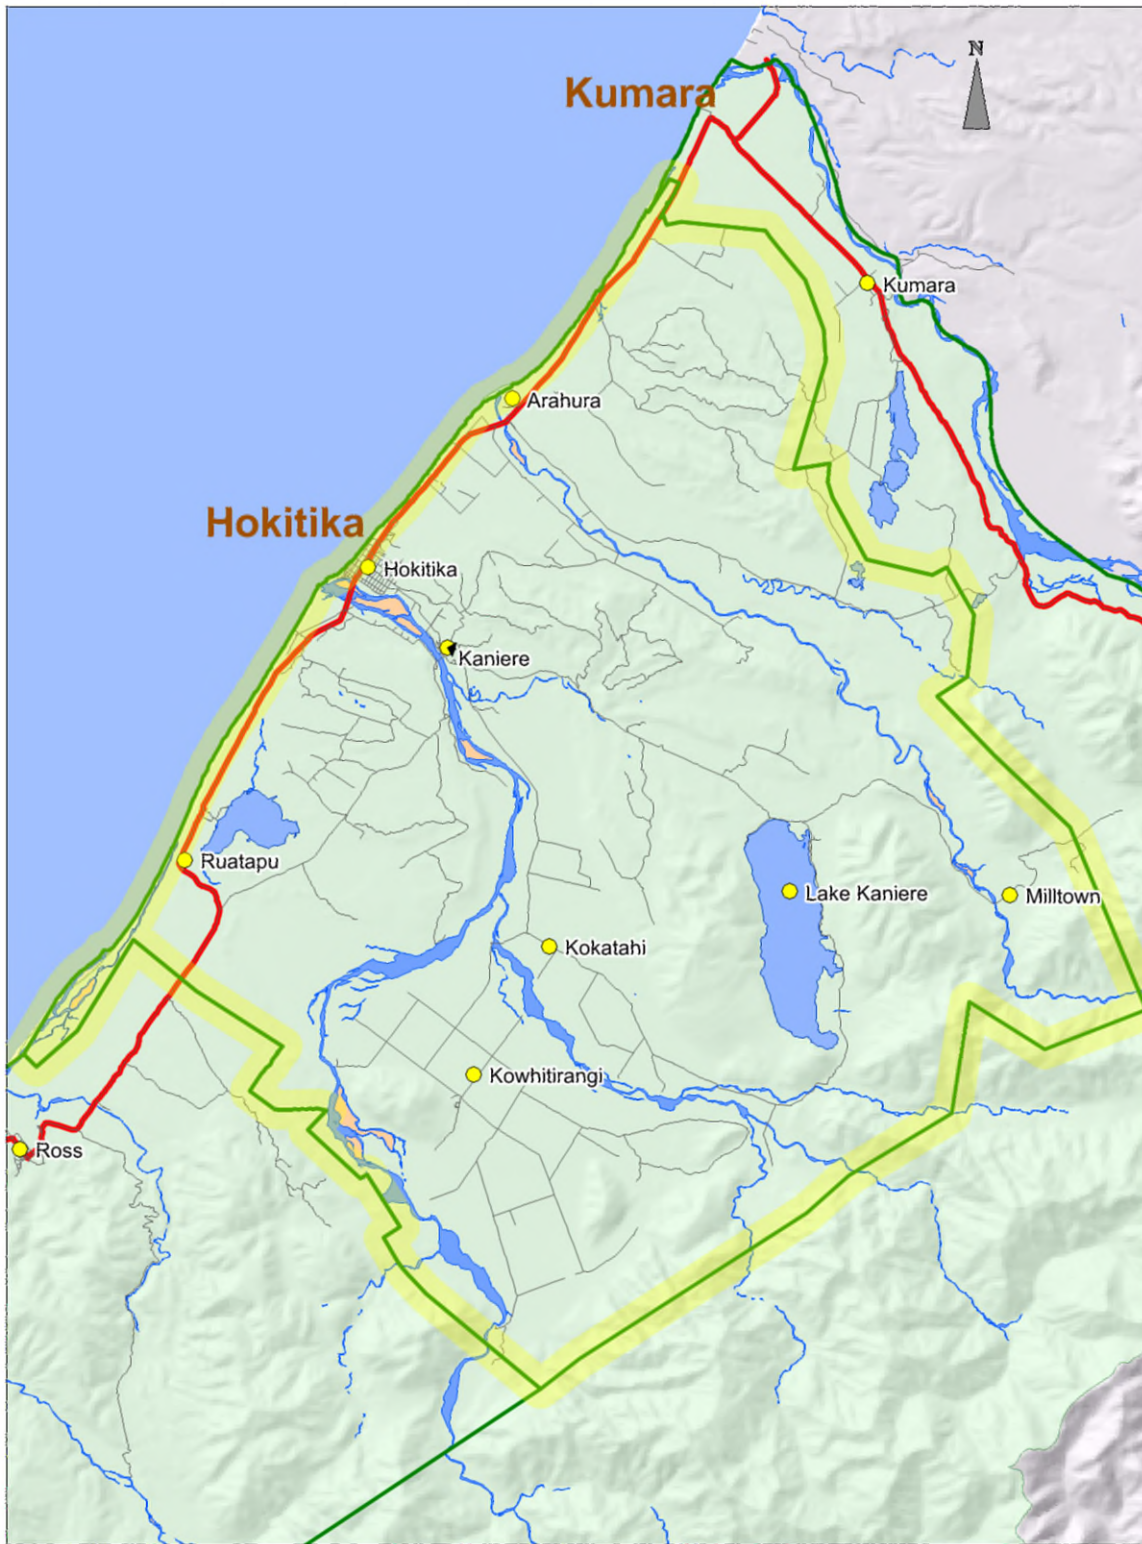 N
Kumara
Kumara
Arahura
Hokitika
Hokitika
Kaniere
Ruatapu
Lake Kaniere
Milltown
Kokatahi
Kowhitirangi
Ross